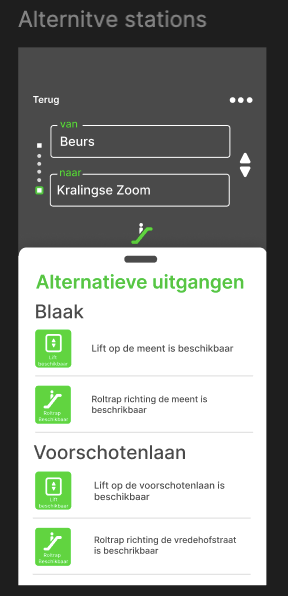 Alternitve stations
Terug
van
Beurs
naar
Kralingse Zoom
Alternatieve uitgangen
Blaak
Lift
beschikbaar
Lift op de meent is beschikbaar
Roltrap
Beschikbaar
Roltrap richting de meent is
beschrikbaar
Voorschotenlaan
Lift
beschikbaar
Lift op de voorschotenlaan is
beschikbaar
Roltrap
Beschikbaar
Roltrap richting de vredehofstraat
is beschrikbaar